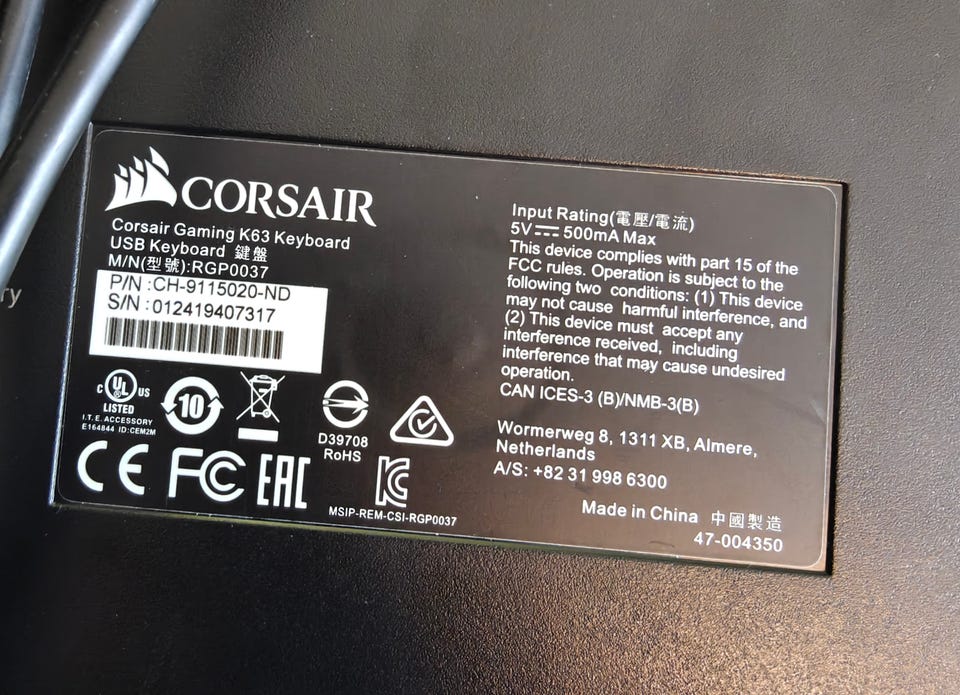 CORSAIR
Corsair Gaming K63 Keyboard
USB Keyboard 鍵盤
M/N(型號):RGP0037
P/N :CH-9115020-ND
S/N :012419407317
C UL US
LISTED
I.T.E. ACCESSORY
E164844 ID:CEM2M
10
D39708
RoHS
CE FC EAC
KC
MSIP-REM-CSI-RGP0037
Input Rating(電壓/電流)
5V⎓ 500mA Max
This device complies with part 15 of the
FCC rules. Operation is subject to the
following two conditions: (1) This device
may not cause harmful interference, and
(2) This device must accept any
interference received, including
interference that may cause undesired
operation.
CAN ICES-3 (B)/NMB-3(B)
Wormerweg 8, 1311 XB, Almere,
Netherlands
A/S: +82 31 998 6300
Made in China 中國製造
47-004350
ry